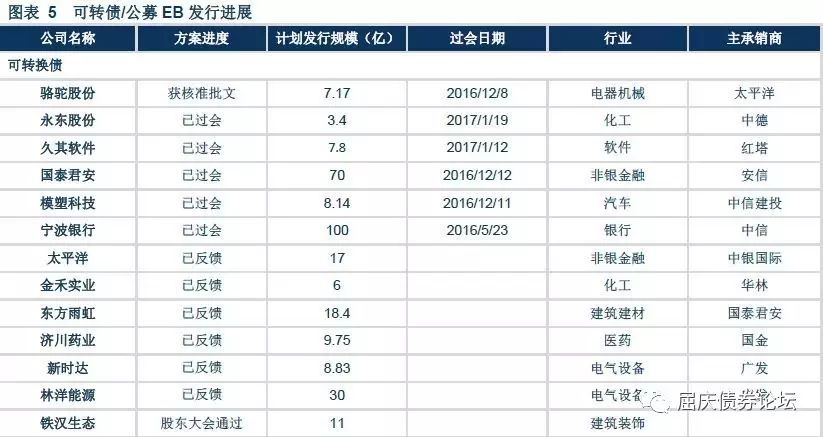 图表 5 可转债/公募 EB 发行进展
公司名称 方案进度 计划发行规模（亿） 过会日期 行业 主承销商
可转换债
骆驼股份 获核准批文 7.17 2016/12/8 电器机械 太平洋
永东股份 已过会 3.4 2017/1/19 化工 中德
久其软件 已过会 7.8 2017/1/12 软件 红塔
国泰君安 已过会 70 2016/12/12 非银金融 安信
模塑科技 已过会 8.14 2016/12/11 汽车 中信建投
宁波银行 已过会 100 2016/5/23 银行 中信
太平洋 已反馈 17 非银金融 中银国际
金禾实业 已反馈 6 化工 华林
东方雨虹 已反馈 18.4 建筑建材 国泰君安
济川药业 已反馈 9.75 医药 国金
新时达 已反馈 8.83 电气设备 广发
林洋能源 已反馈 30 电气设备
铁汉生态 股东大会通过 11 建筑装饰
屈庆债券论坛